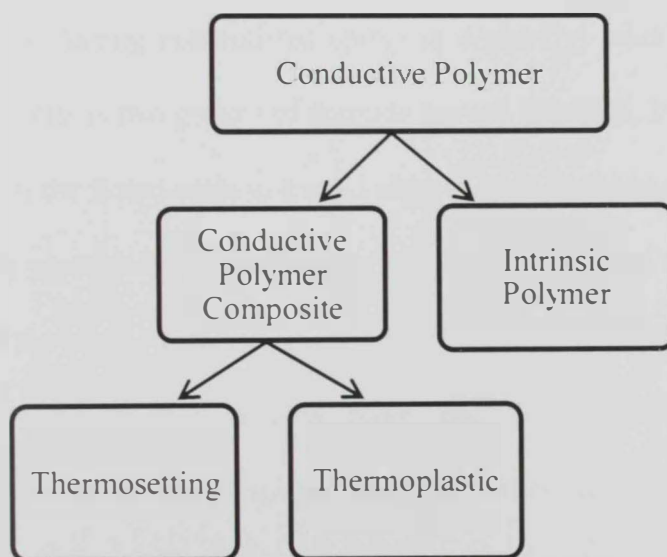 Conductive Polymer
Conductive
Polymer
Composite
Intrinsic
Polymer
Thermosetting
Thermoplastic